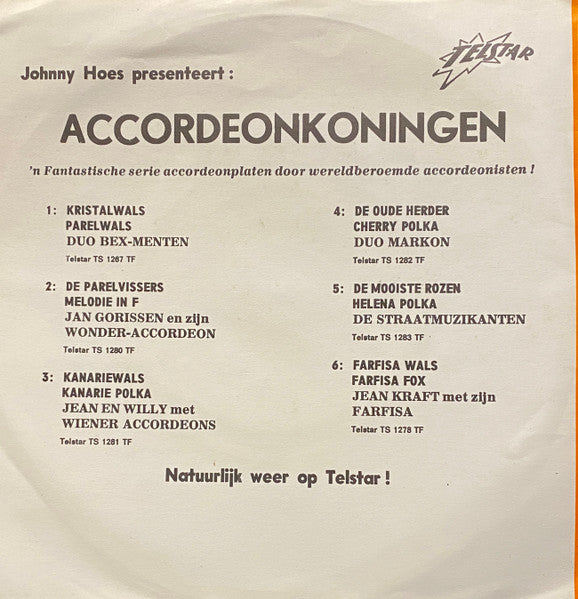 TELSTAR
Johnny Hoes presenteert:
ACCORDEONKONINGEN
'n Fantastische serie accordeonplaten door wereldberoemde accordeonisten!
1: KRISTALWALS
PARELWALS
DUO BEX-MENTEN
Telstar TS 1267 TF
2: DE PARELVISSERS
MELODIE IN F
JAN GORISSEN en zijn
WONDER-ACCORDEON
Telstar TS 1280 TF
3: KANARIEWALS
KANARIE POLKA
JEAN EN WILLY met
WIENER ACCORDEONS
Telstar TS 1281 TF
4: DE OUDE HERDER
CHERRY POLKA
DUO MARKON
Telstar TS 1282 TF
5: DE MOOISTE ROZEN
HELENA POLKA
DE STRAATMUZIKANTEN
Telstar TS 1283 TF
6: FARFISA WALS
FARFISA FOX
JEAN KRAFT met zijn
FARFISA
Telstar TS 1278 TF
Natuurlijk weer op Telstar!